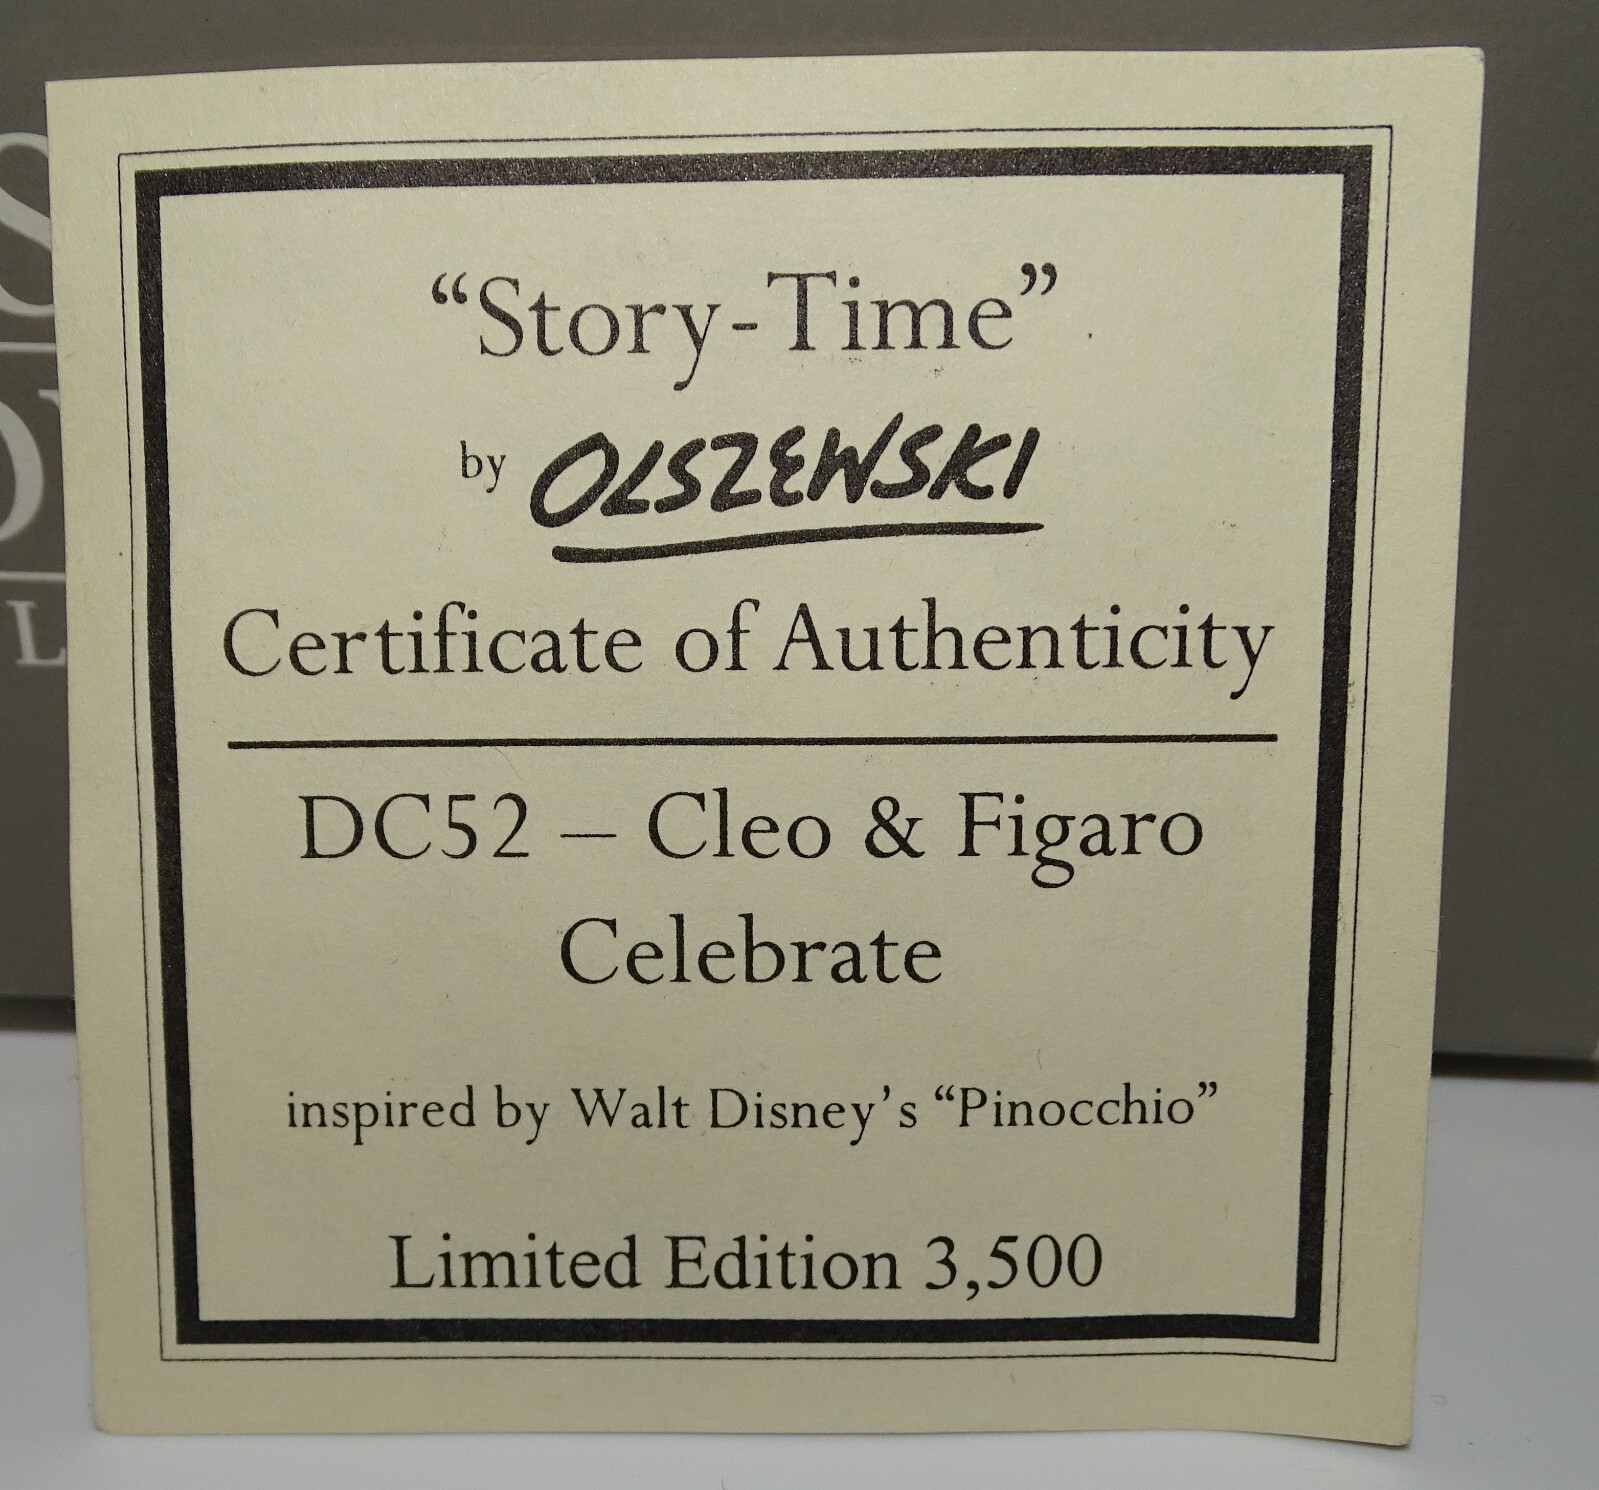 “Story-Time”
by OLSZEWSKI
Certificate of Authenticity
DC52 – Cleo & Figaro
Celebrate
inspired by Walt Disney’s “Pinocchio”
Limited Edition 3,500